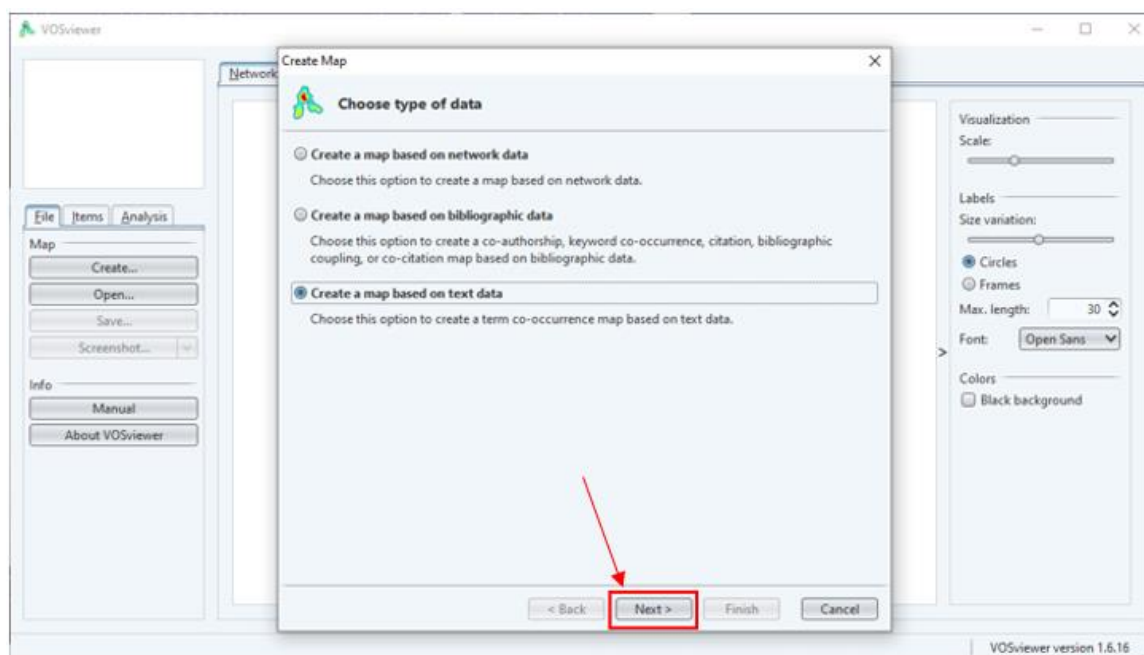 VOSviewer
Network
Create Map
Choose type of data
Create a map based on network data
Choose this option to create a map based on network data.
Create a map based on bibliographic data
Choose this option to create a co-authorship, keyword co-occurrence, citation, bibliographic
coupling, or co-citation map based on bibliographic data.
Create a map based on text data
Choose this option to create a term co-occurrence map based on text data.
< Back
Next >
Finish
Cancel
File
Items
Analysis
Map
Create...
Open...
Save...
Screenshot...
Info
Manual
About VOSviewer
Visualization
Scale:
Labels
Size variation:
Circles
Frames
Max. length: 30
Font: Open Sans
>
Colors
Black background
VOSviewer version 1.6.16